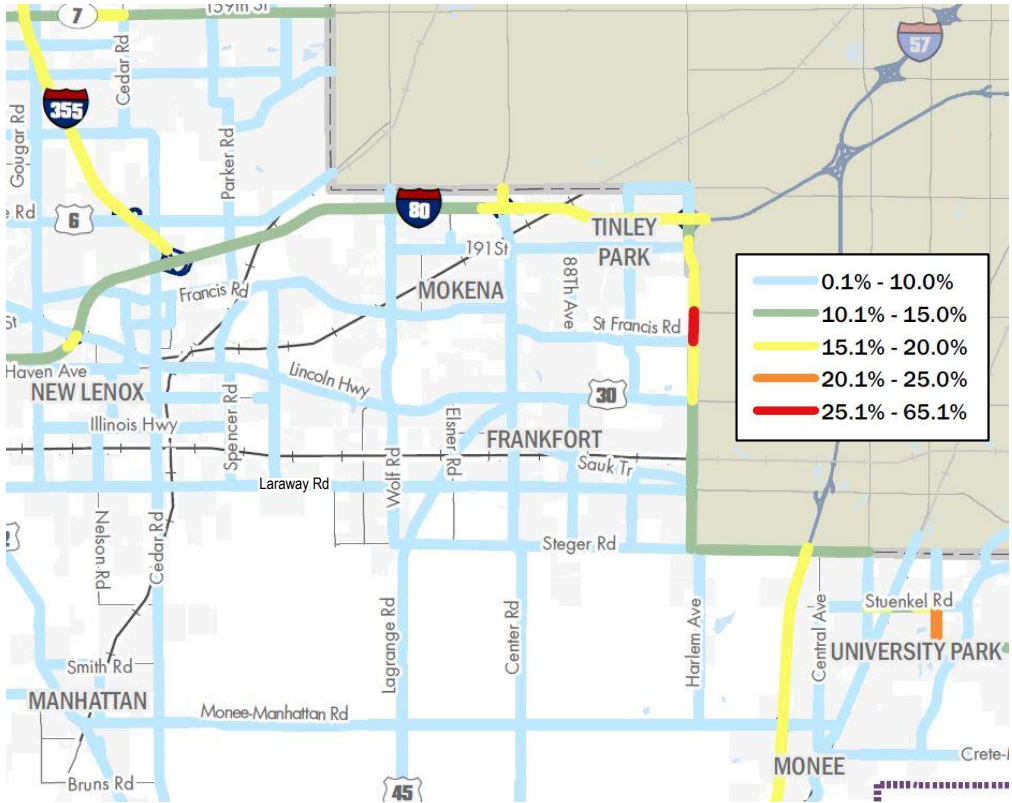 159th St
7
57
Cedar Rd
355
Gougar Rd
Parker Rd
e Rd
6
80
TINLEY
PARK
191St
88Th Ave
MOKENA
Francis Rd
St
St Francis Rd
0.1% - 10.0%
10.1% - 15.0%
15.1% - 20.0%
20.1% - 25.0%
25.1% - 65.1%
Haven Ave
NEW LENOX
Lincoln Hwy
30
Illinois Hwy
Spencer Rd
Wolf Rd
Elsner Rd
FRANKFORT
Sauk Tr
Laraway Rd
Nelson Rd
Cedar Rd
2
Steger Rd
Lagrange Rd
Center Rd
Harlem Ave
Central Ave
Stuenkel Rd
UNIVERSITY PARK
Smith Rd
MANHATTAN
Monee-Manhattan Rd
MONEE
Crete-M
Bruns Rd
45